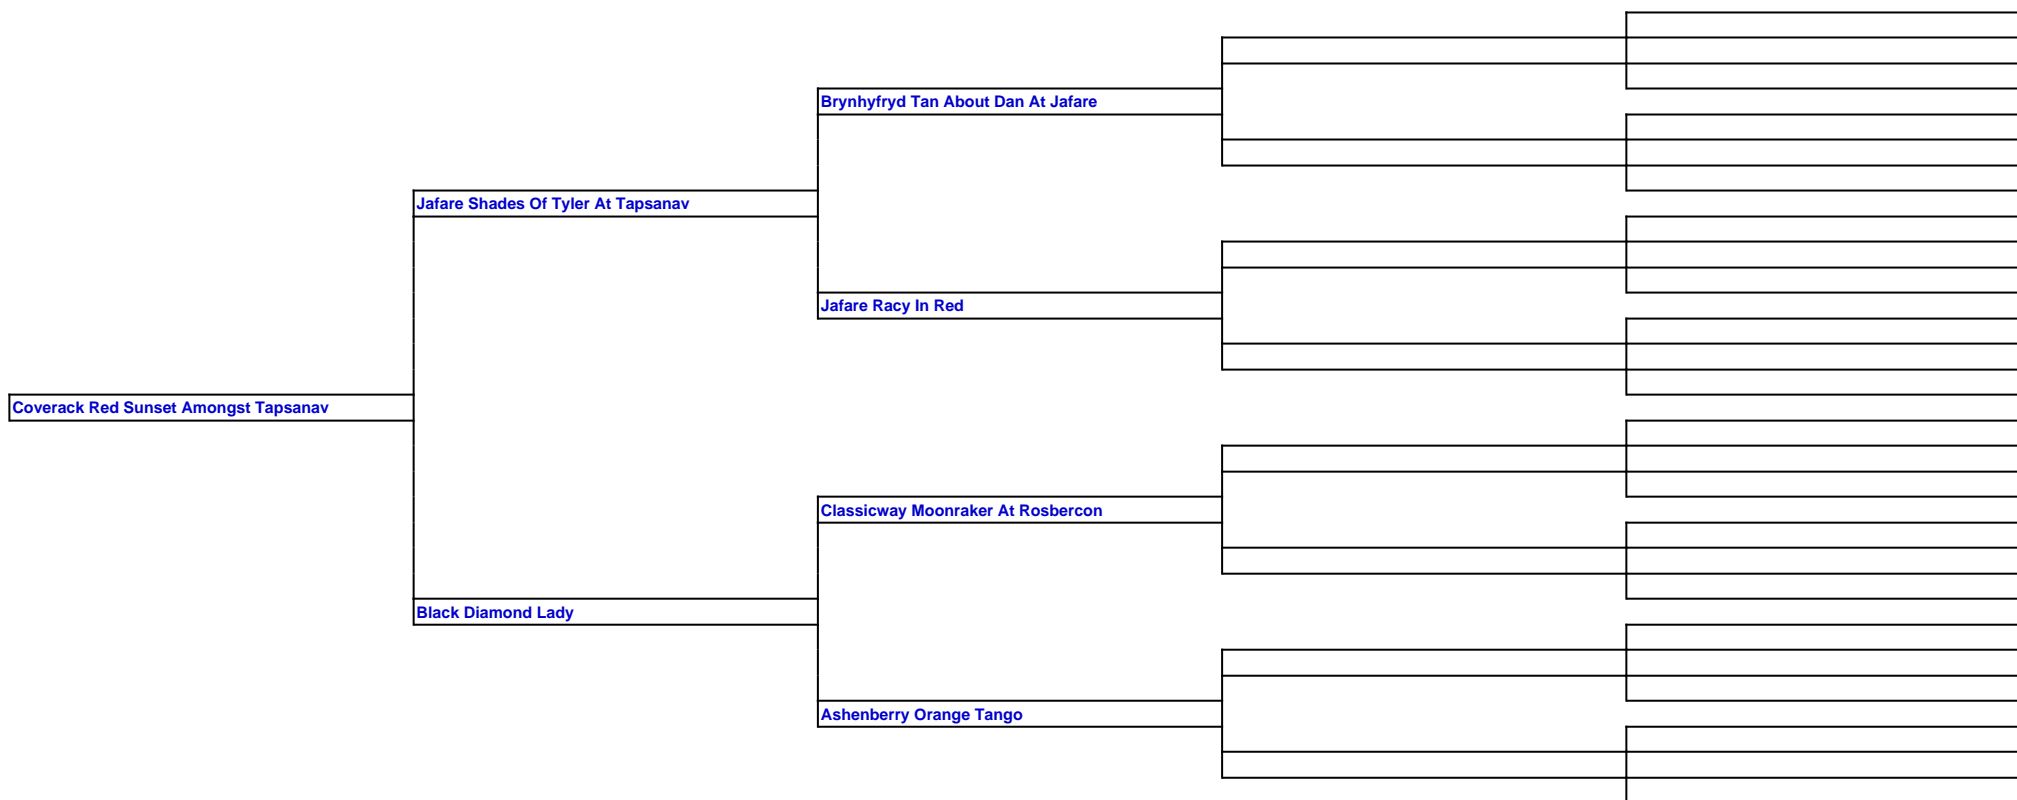 Brynhyfryd Tan About Dan At Jafare
Jafare Shades Of Tyler At Tapsanav
Jafare Racy In Red
Coverack Red Sunset Amongst Tapsanav
Classicway Moonraker At Rosbercon
Black Diamond Lady
Ashenberry Orange Tango